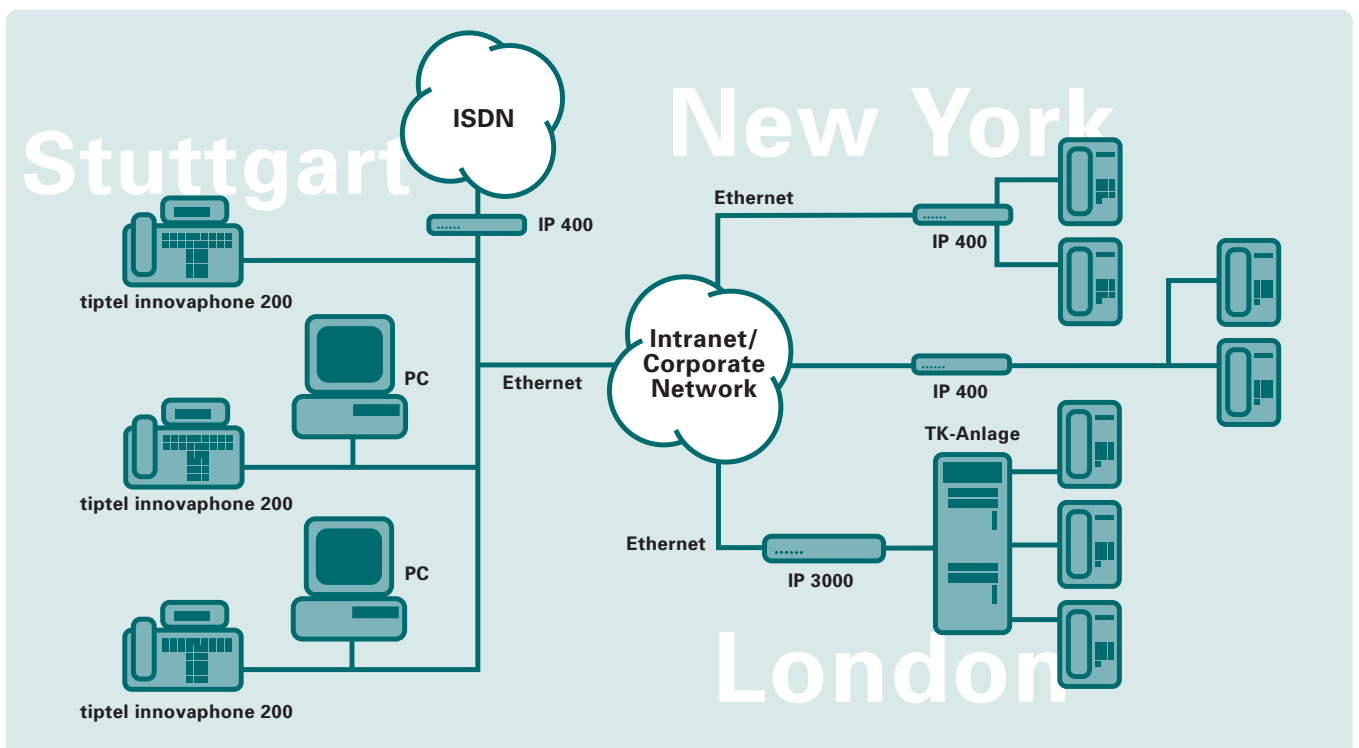 Stuttgart
ISDN
New York
IP 400
tiptel innovaphone 200
PC
tiptel innovaphone 200
PC
tiptel innovaphone 200
Ethernet
Intranet/
Corporate
Network
Ethernet
IP 400
IP 400
TK-Anlage
Ethernet
IP 3000
London